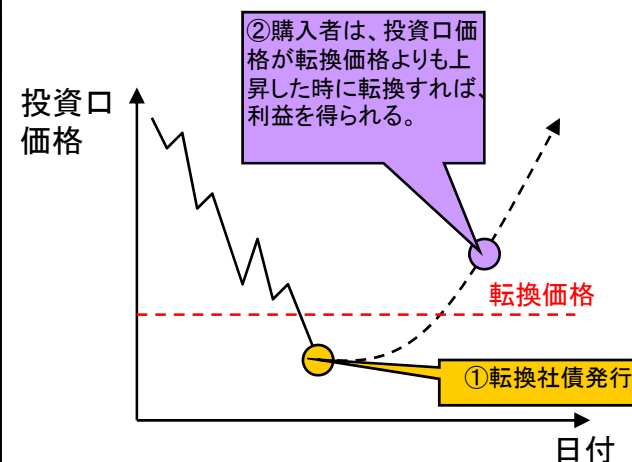 ②購入者は、投資口価
格が転換価格よりも上
昇した時に転換すれば、
利益を得られる。
投資口
価格
転換価格
①転換社債発行
日付